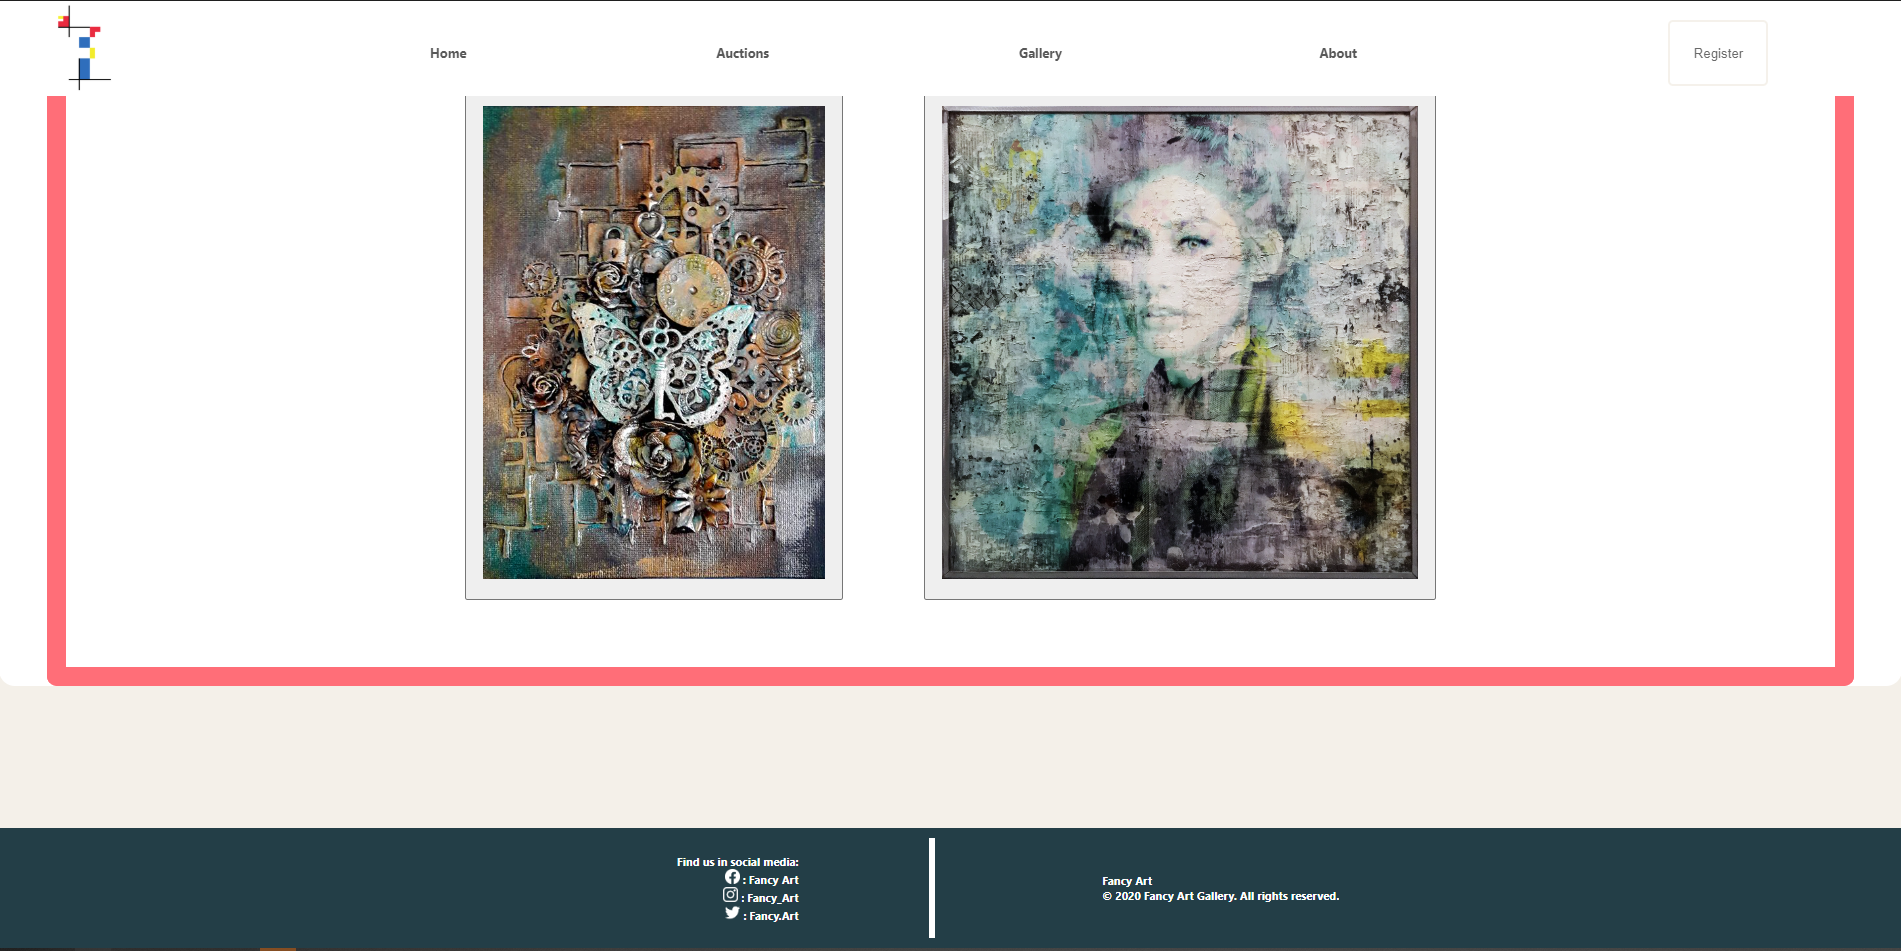 Home
Auctions
Gallery
About
Register
Find us in social media:
: Fancy Art
: Fancy_Art
: Fancy.Art
Fancy Art
© 2020 Fancy Art Gallery. All rights reserved.